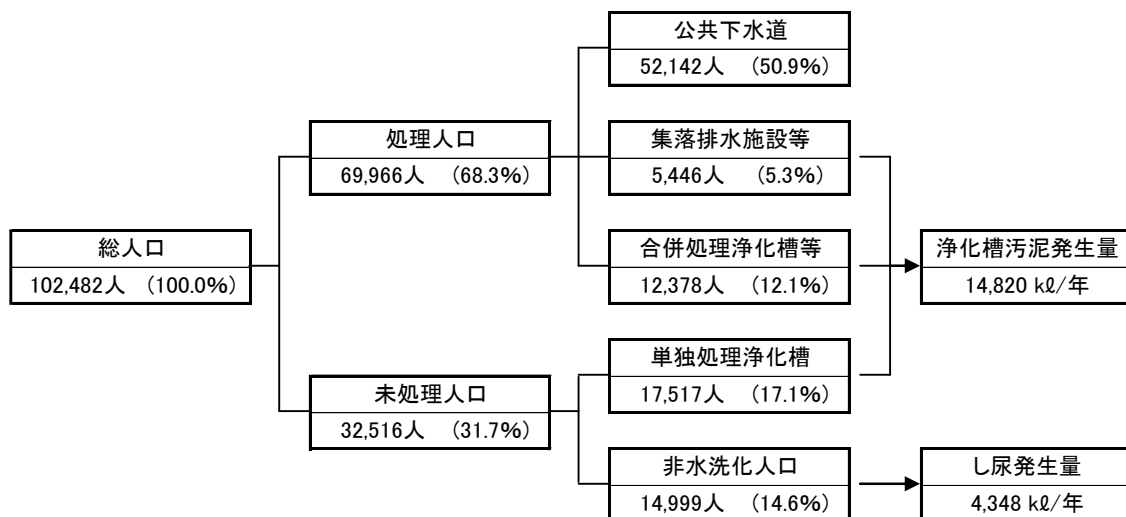 公共下水道
52,142人 (50.9%)
処理人口
69,966人 (68.3%)
集落排水施設等
5,446人 (5.3%)
総人口
102,482人 (100.0%)
合併処理浄化槽等
12,378人 (12.1%)
浄化槽汚泥発生量
14,820 kℓ/年
未処理人口
32,516人 (31.7%)
単独処理浄化槽
17,517人 (17.1%)
非水洗化人口
14,999人 (14.6%)
し尿発生量
4,348 kℓ/年